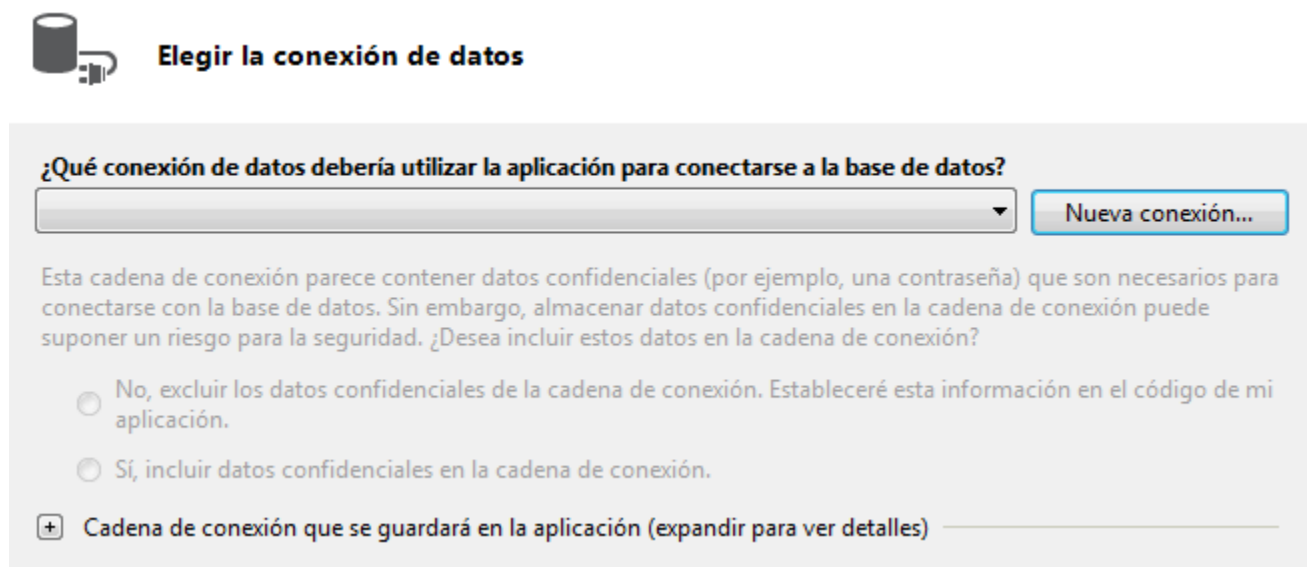 Elegir la conexión de datos
¿Qué conexión de datos debería utilizar la aplicación para conectarse a la base de datos?
Nueva conexión...
Esta cadena de conexión parece contener datos confidenciales (por ejemplo, una contraseña) que son necesarios para
conectarse con la base de datos. Sin embargo, almacenar datos confidenciales en la cadena de conexión puede
suponer un riesgo para la seguridad. ¿Desea incluir estos datos en la cadena de conexión?
No, excluir los datos confidenciales de la cadena de conexión. Estableceré esta información en el código de mi
aplicación.
Sí, incluir datos confidenciales en la cadena de conexión.
Cadena de conexión que se guardará en la aplicación (expandir para ver detalles)